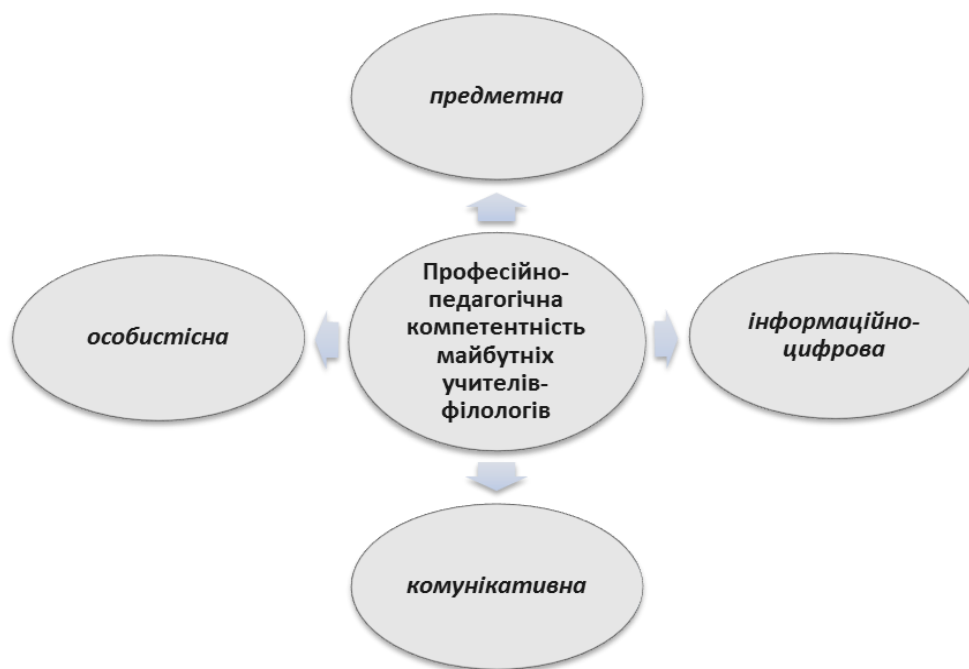 предметна
особистісна
Професійно-
педагогічна
компетентність
майбутніх
учителів-
філологів
інформаційно-
цифрова
комунікативна